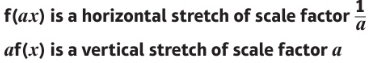 f(ax) is a horizontal stretch of scale factor 1/a
af(x) is a vertical stretch of scale factor a